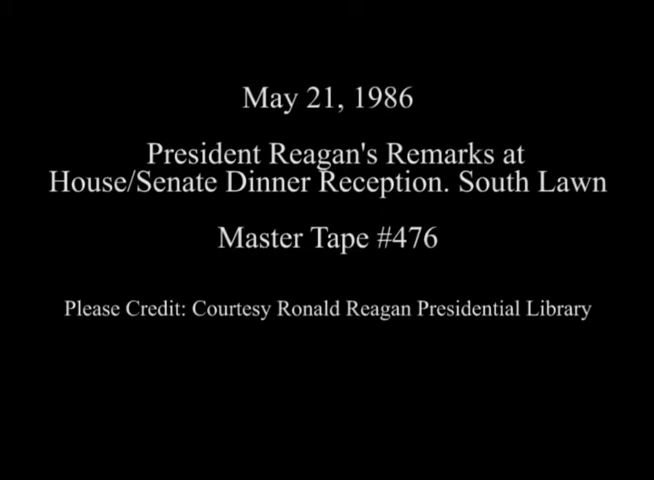 May 21, 1986
President Reagan's Remarks at
House/Senate Dinner Reception. South Lawn
Master Tape #476
Please Credit: Courtesy Ronald Reagan Presidential Library